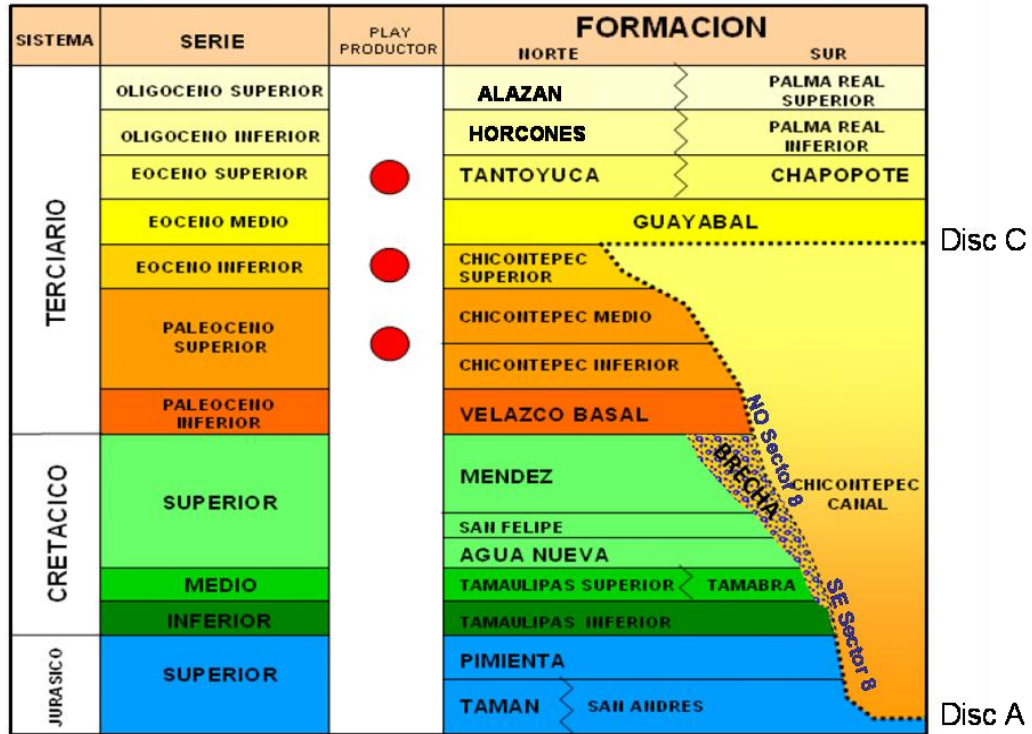 SISTEMA
SERIE
PLAY
PRODUCTOR
FORMACION
NORTE
SUR
TERCIARIO
OLIGOCENO SUPERIOR
ALAZAN
PALMA REAL
SUPERIOR
OLIGOCENO INFERIOR
HORCONES
PALMA REAL
INFERIOR
EOCENO SUPERIOR
TANTOYUCA
CHAPOPOTE
EOCENO MEDIO
GUAYABAL
Disc C
EOCENO INFERIOR
CHICONTEPEC
SUPERIOR
PALEOCENO
SUPERIOR
CHICONTEPEC MEDIO
CHICONTEPEC INFERIOR
PALEOCENO
INFERIOR
VELAZCO BASAL
NO Sector 8
CRETACICO
SUPERIOR
MENDEZ
BRECHA
CHICONTEPEC
CANAL
SAN FELIPE
AGUA NUEVA
MEDIO
TAMAULIPAS SUPERIOR
TAMABRA
SE Sector 8
INFERIOR
TAMAULIPAS INFERIOR
JURASICO
SUPERIOR
PIMIENTA
TAMAN
SAN ANDRES
Disc A